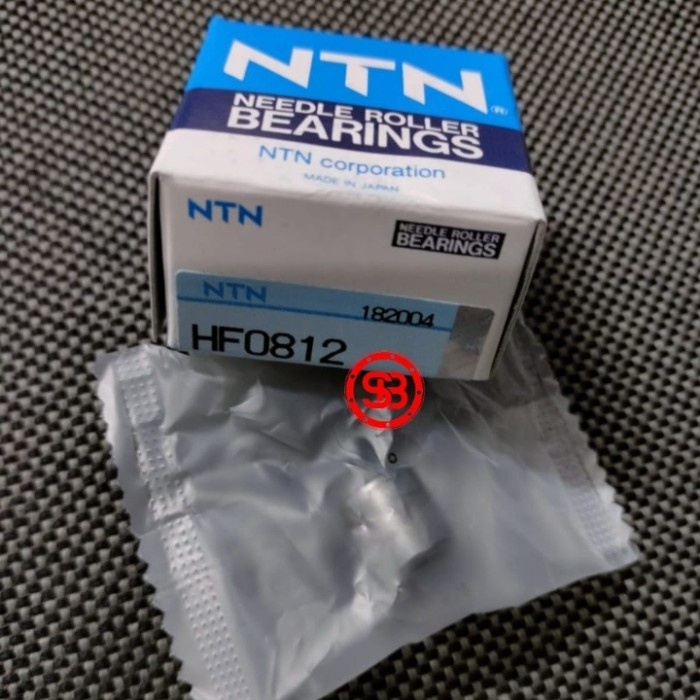 NTN®
NEEDLE ROLLER
BEARINGS
NTN corporation
MADE IN JAPAN
NTN
NEEDLE ROLLER
BEARINGS
NTN
182004
HF0812
SB